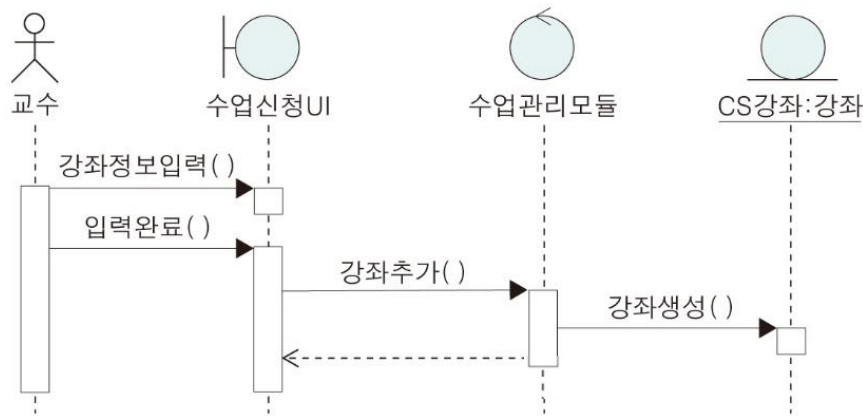 교수
수업신청UI
수업관리모듈
CS강좌:강좌
강좌정보입력( )
입력완료( )
강좌추가( )
강좌생성( )